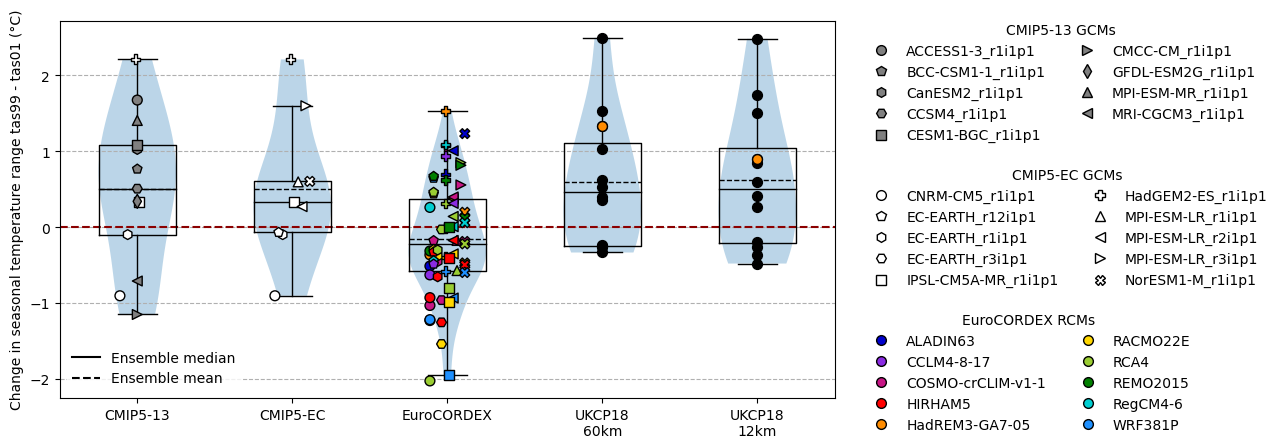 Change in seasonal temperature range tas99 - tas01 (°C)
2
1
0
−1
−2
Ensemble median
Ensemble mean
CMIP5-13
CMIP5-EC
EuroCORDEX
UKCP18
60km
UKCP18
12km
CMIP5-13 GCMs
ACCESS1-3_r1i1p1
BCC-CSM1-1_r1i1p1
CanESM2_r1i1p1
CCSM4_r1i1p1
CESM1-BGC_r1i1p1
CMCC-CM_r1i1p1
GFDL-ESM2G_r1i1p1
MPI-ESM-MR_r1i1p1
MRI-CGCM3_r1i1p1
CMIP5-EC GCMs
CNRM-CM5_r1i1p1
EC-EARTH_r12i1p1
EC-EARTH_r1i1p1
EC-EARTH_r3i1p1
IPSL-CM5A-MR_r1i1p1
HadGEM2-ES_r1i1p1
MPI-ESM-LR_r1i1p1
MPI-ESM-LR_r2i1p1
MPI-ESM-LR_r3i1p1
NorESM1-M_r1i1p1
EuroCORDEX RCMs
ALADIN63
CCLM4-8-17
COSMO-crCLIM-v1-1
HIRHAM5
HadREM3-GA7-05
RACMO22E
RCA4
REMO2015
RegCM4-6
WRF381P